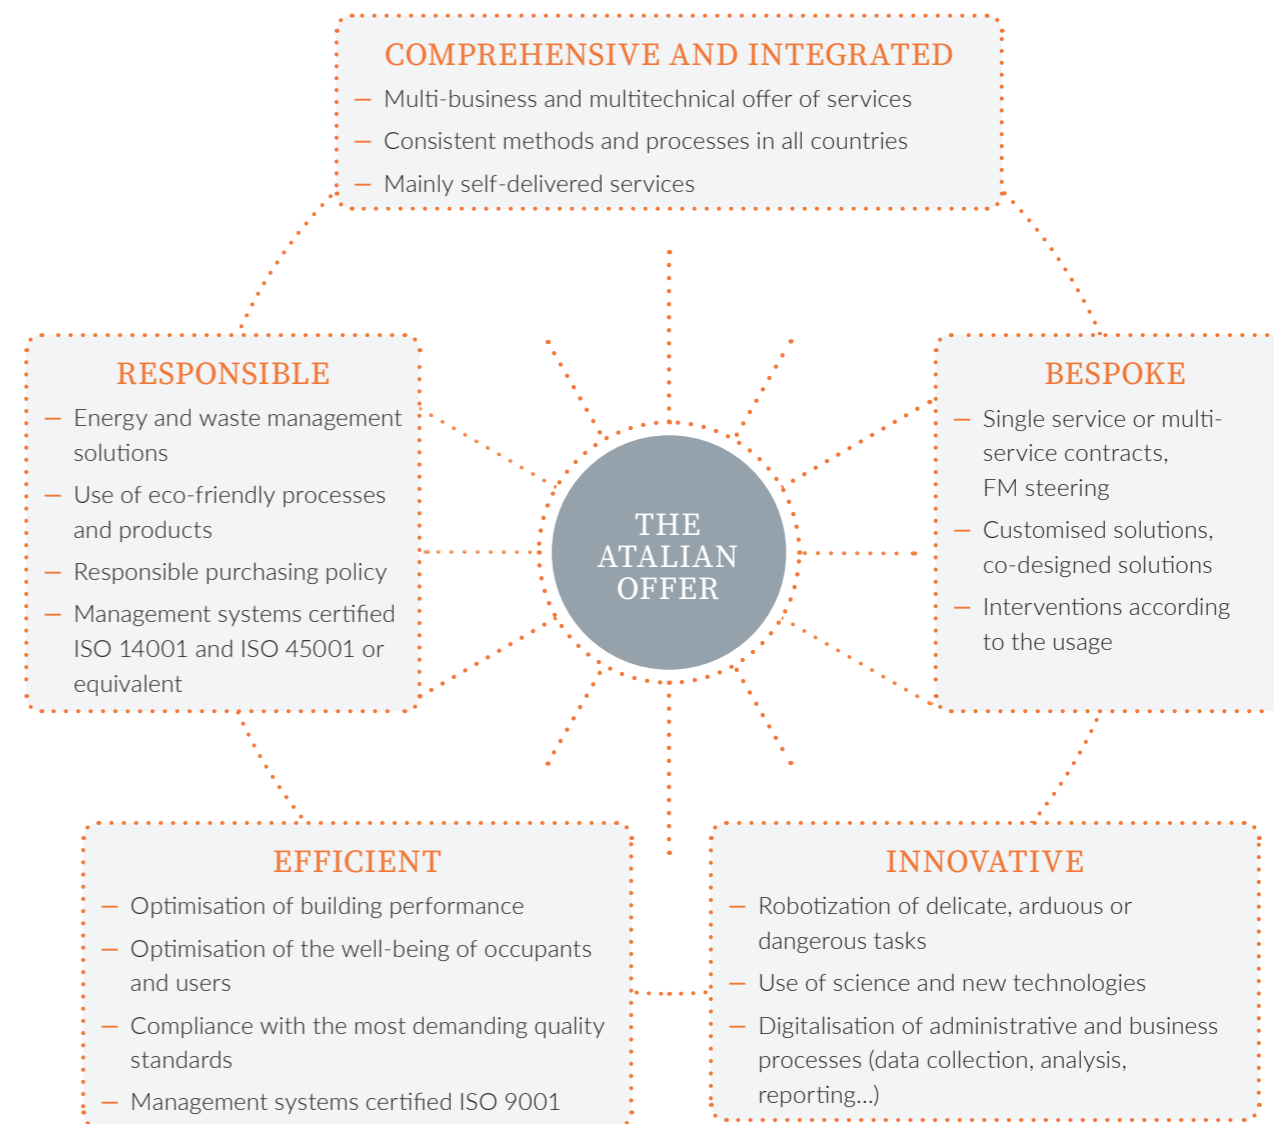 COMPREHENSIVE AND INTEGRATED
— Multi-business and multitechnical offer of services
— Consistent methods and processes in all countries
— Mainly self-delivered services
RESPONSIBLE
— Energy and waste management
solutions
— Use of eco-friendly processes
and products
— Responsible purchasing policy
— Management systems certified
ISO 14001 and ISO 45001 or
equivalent
THE
ATALIAN
OFFER
BESPOKE
— Single service or multi-
service contracts,
FM steering
— Customised solutions,
co-designed solutions
— Interventions according
to the usage
EFFICIENT
— Optimisation of building performance
— Optimisation of the well-being of occupants
and users
— Compliance with the most demanding quality
standards
— Management systems certified ISO 9001
INNOVATIVE
— Robotization of delicate, arduous or
dangerous tasks
— Use of science and new technologies
— Digitalisation of administrative and business
processes (data collection, analysis,
reporting...)